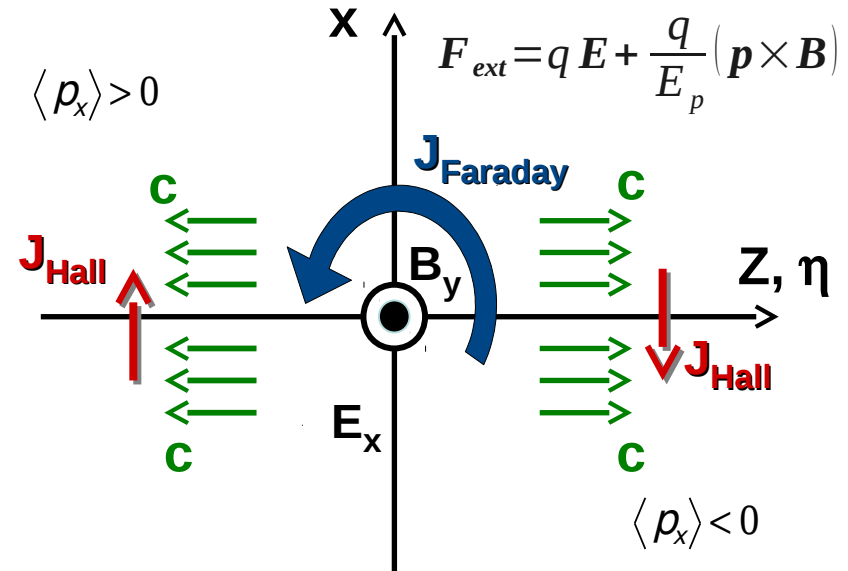 x
F_ext = q E + q/E_p (p × B)
⟨p_x⟩ > 0
J_Faraday
c
c
J_Hall
B_y
Z, η
J_Hall
E_x
c
c
⟨p_x⟩ < 0